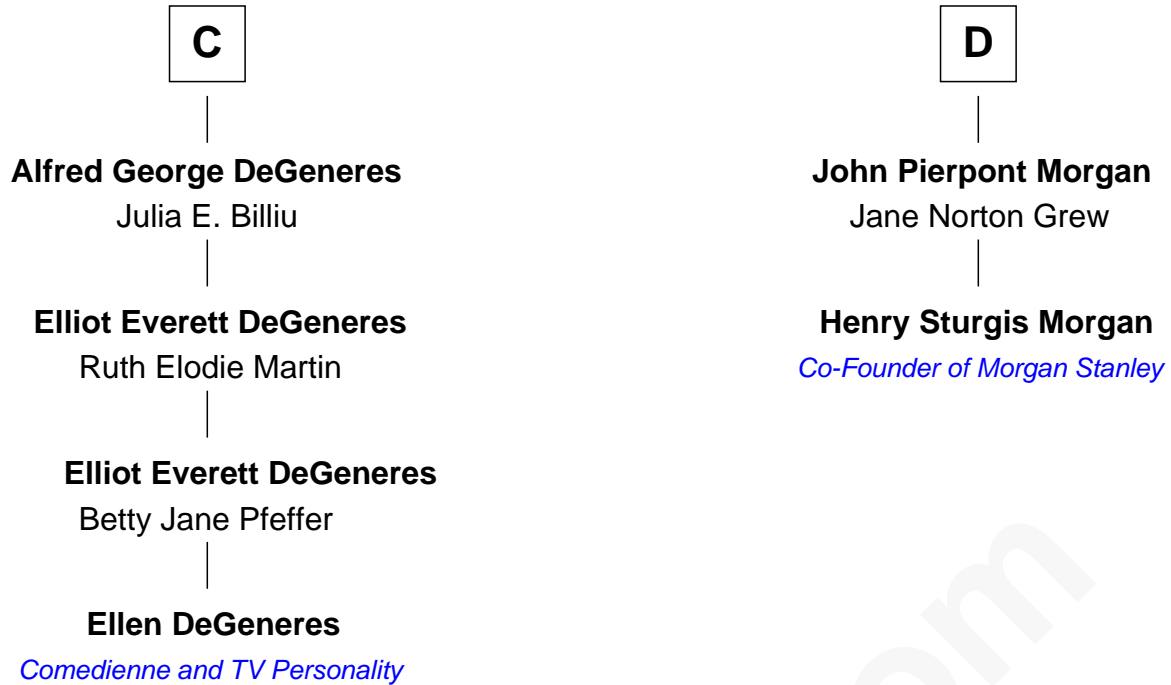 C
Alfred George DeGeneres
Julia E. Billiu
Elliot Everett DeGeneres
Ruth Elodie Martin
Elliot Everett DeGeneres
Betty Jane Pfeffer
Ellen DeGeneres
Comedienne and TV Personality
D
John Pierpont Morgan
Jane Norton Grew
Henry Sturgis Morgan
Co-Founder of Morgan Stanley
om